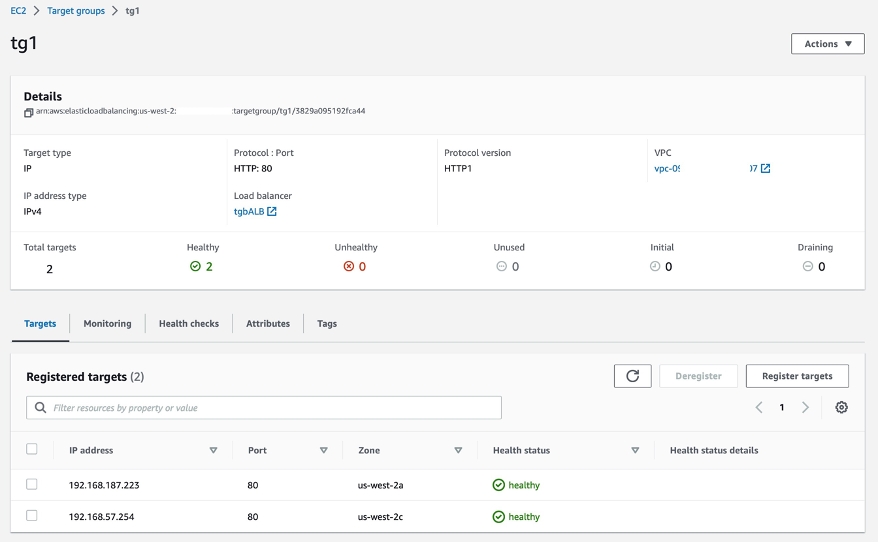 EC2 > Target groups > tg1
tg1
Actions
Details
arn:aws:elasticloadbalancing:us-west-2: :targetgroup/tg1/3829a095192fca44
Target type
IP
Protocol : Port
HTTP: 80
Protocol version
HTTP1
VPC
vpc-09 07
IP address type
IPv4
Load balancer
tgbALB
Total targets
2
Healthy
2
Unhealthy
0
Unused
0
Initial
0
Draining
0
Targets Monitoring Health checks Attributes Tags
Registered targets (2)
Deregister
Register targets
Filter resources by property or value
1
IP address Port Zone Health status Health status details
192.168.187.223 80 us-west-2a healthy
192.168.57.254 80 us-west-2c healthy